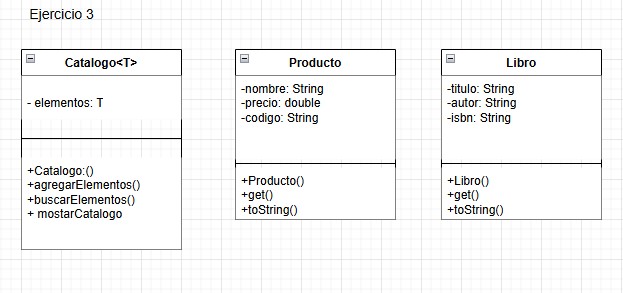 Ejercicio 3
Catalogo<T>
- elementos: T
+Catalogo:()
+agregarElementos()
+buscarElementos()
+ mostarCatalogo
Producto
-nombre: String
-precio: double
-codigo: String
+Producto()
+get()
+toString()
Libro
-titulo: String
-autor: String
-isbn: String
+Libro()
+get()
+toString()